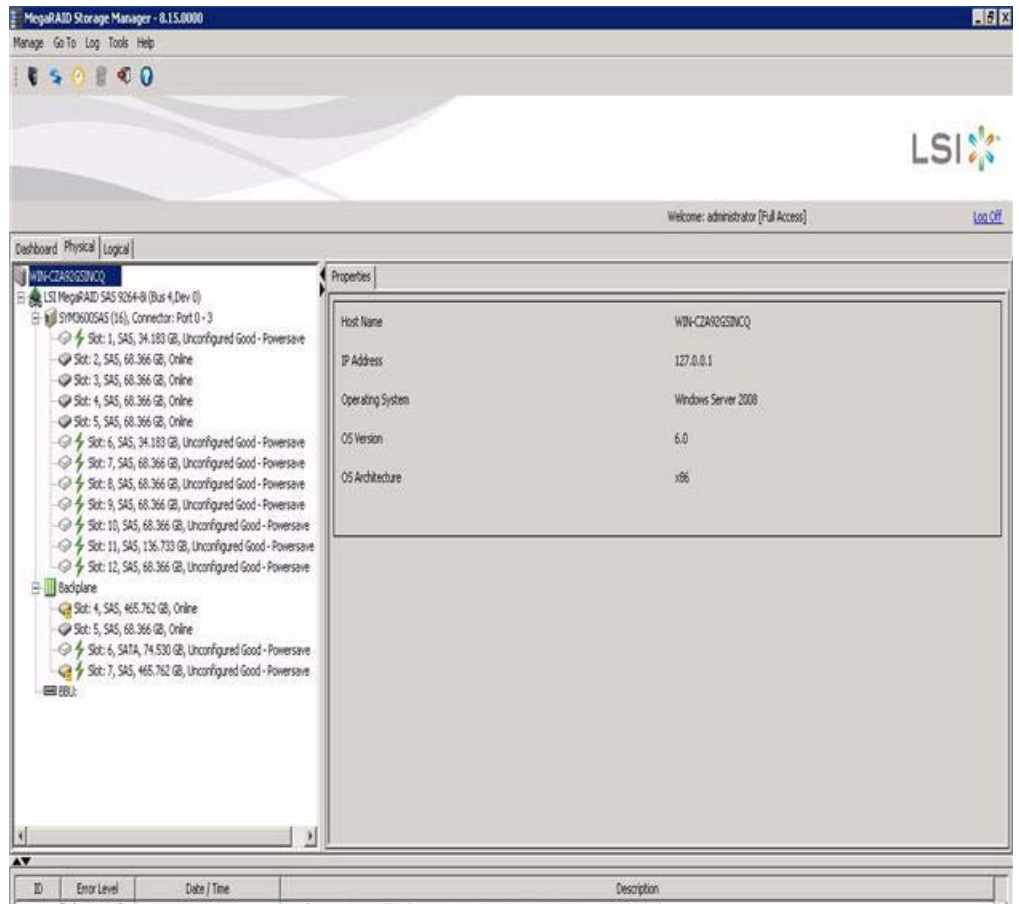 MegaRAID Storage Manager - 8.15.0000
Manage Go To Log Tools Help
LSI
Welcome: administrator [Full Access] Log Off
Dashboard Physical Logical
WIN-CZA92GSINCQ
LSI MegaRAID SAS 9264-8i (Bus 4,Dev 0)
SYM3600SAS (16), Connector: Port 0 - 3
Slot: 1, SAS, 34.183 GB, Unconfigured Good - Powersave
Slot: 2, SAS, 68.366 GB, Online
Slot: 3, SAS, 68.366 GB, Online
Slot: 4, SAS, 68.366 GB, Online
Slot: 5, SAS, 68.366 GB, Online
Slot: 6, SAS, 34.183 GB, Unconfigured Good - Powersave
Slot: 7, SAS, 68.366 GB, Unconfigured Good - Powersave
Slot: 8, SAS, 68.366 GB, Unconfigured Good - Powersave
Slot: 9, SAS, 68.366 GB, Unconfigured Good - Powersave
Slot: 10, SAS, 68.366 GB, Unconfigured Good - Powersave
Slot: 11, SAS, 136.733 GB, Unconfigured Good - Powersave
Slot: 12, SAS, 68.366 GB, Unconfigured Good - Powersave
Backplane
Slot: 4, SAS, 465.762 GB, Online
Slot: 5, SAS, 68.366 GB, Online
Slot: 6, SATA, 74.530 GB, Unconfigured Good - Powersave
Slot: 7, SAS, 465.762 GB, Unconfigured Good - Powersave
BBU:
Properties
Host Name WIN-CZA92GSINCQ
IP Address 127.0.0.1
Operating System Windows Server 2008
OS Version 6.0
OS Architecture x86
ID Error Level Date / Time Description